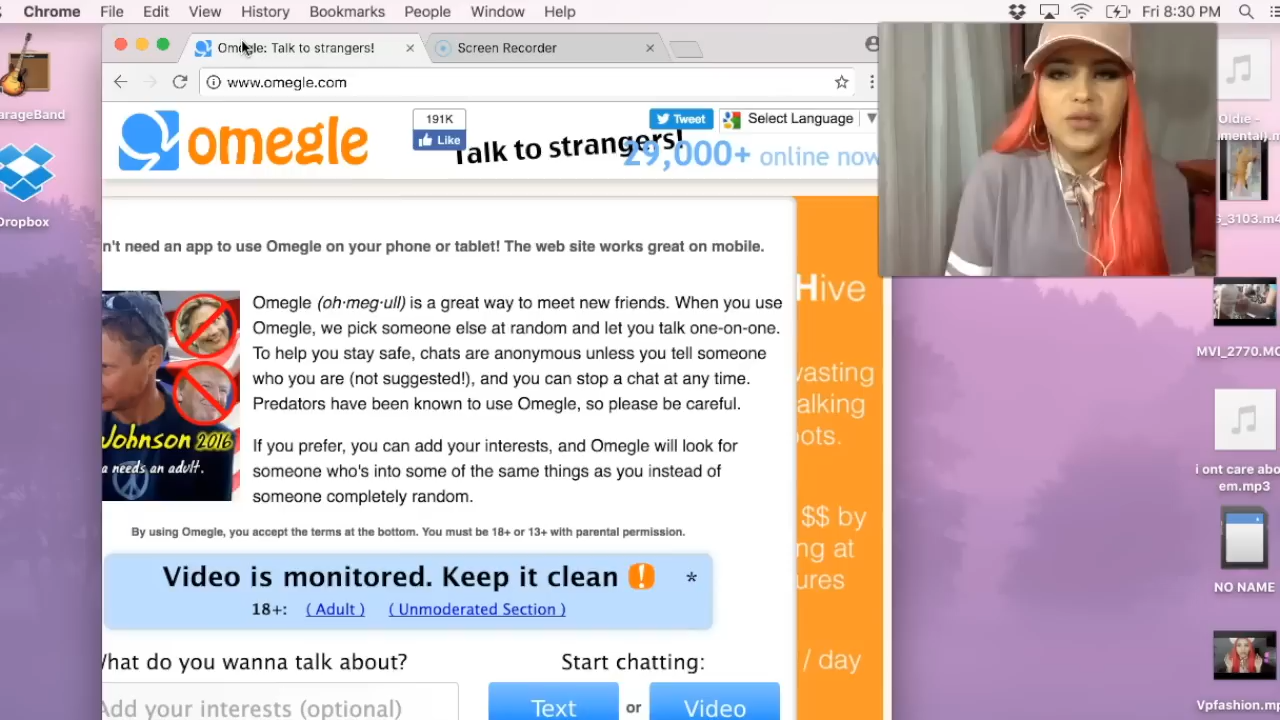 Chrome File Edit View History Bookmarks People Window Help Fri 8:30 PM
Omegle: Talk to strangers! Screen Recorder
www.omegle.com
omegle
191K
Like
Talk to strangers!
Tweet
Select Language
29,000+ online now
n't need an app to use Omegle on your phone or tablet! The web site works great on mobile.
Omegle (oh·meg·ull) is a great way to meet new friends. When you use
Omegle, we pick someone else at random and let you talk one-on-one.
To help you stay safe, chats are anonymous unless you tell someone
who you are (not suggested!), and you can stop a chat at any time.
Predators have been known to use Omegle, so please be careful.
Johnson 2016
a needs an adult.
If you prefer, you can add your interests, and Omegle will look for
someone who's into some of the same things as you instead of
someone completely random.
By using Omegle, you accept the terms at the bottom. You must be 18+ or 13+ with parental permission.
Video is monitored. Keep it clean ! *
18+: (Adult) (Unmoderated Section)
What do you wanna talk about?
Add your interests (optional)
Start chatting:
Text or Video
Hive
wasting
alking
ots.
$$ by
ng at
ures
/ day
arageBand
Dropbox
Oldie -
mental).m
G_3103.m4
MVI_2770.MO
i ont care abo
em.mp3
NO NAME
Vpfashion.mp